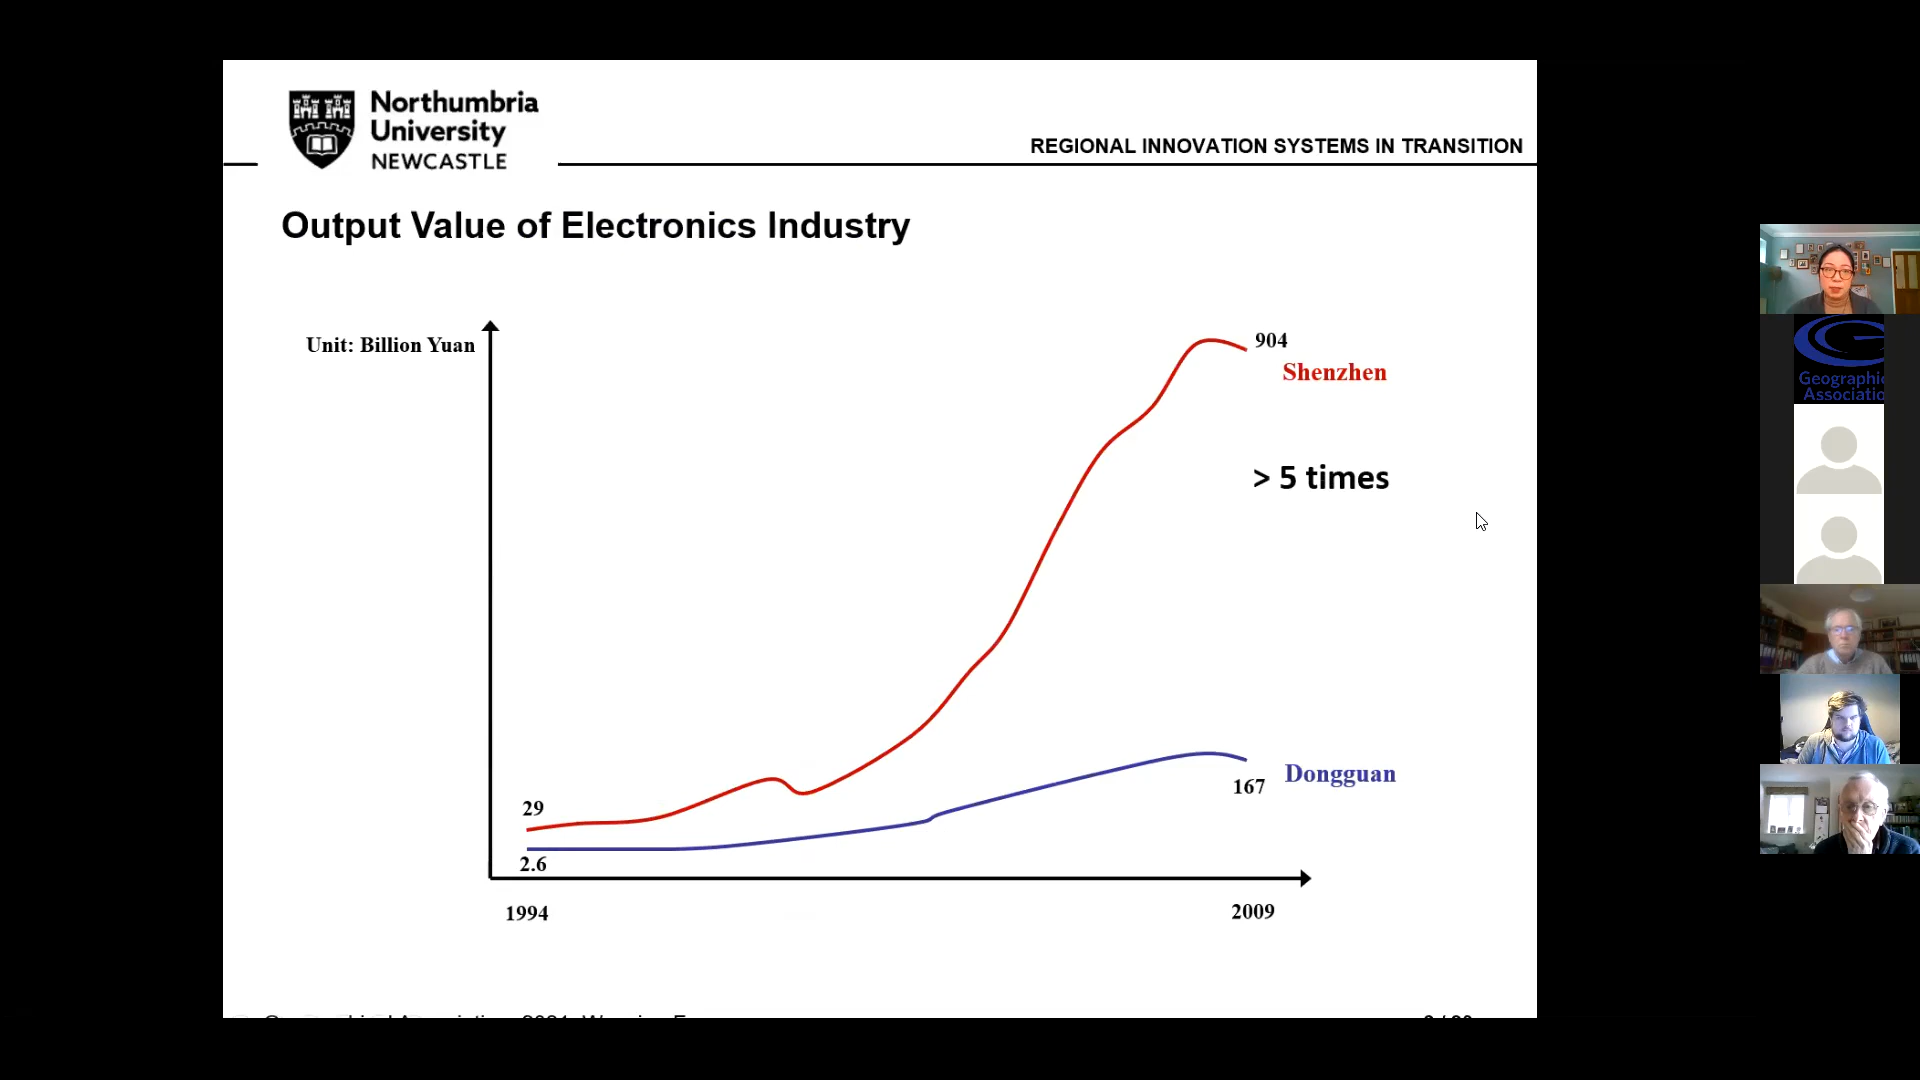 Northumbria
University
NEWCASTLE
REGIONAL INNOVATION SYSTEMS IN TRANSITION
Output Value of Electronics Industry
Unit: Billion Yuan
904
Shenzhen
> 5 times
29
2.6
167
Dongguan
1994
2009
Geographic
Associatio